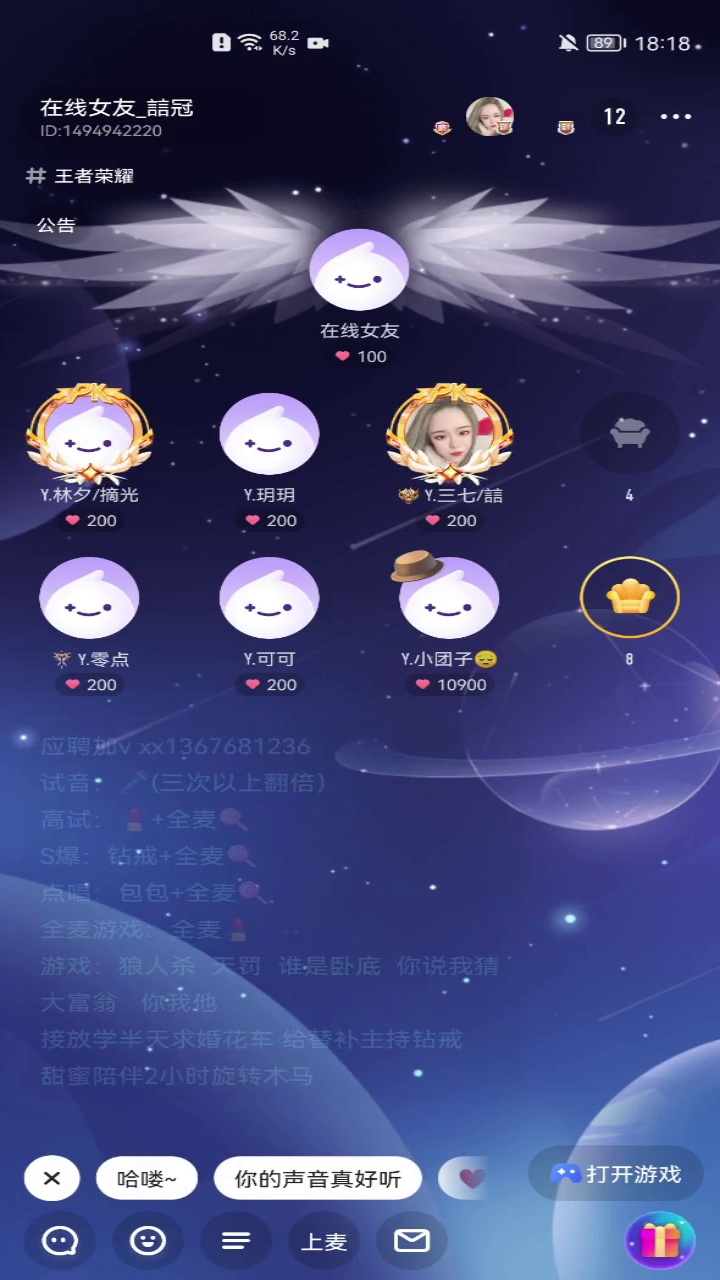 68.2
K/s
89
18:18
在线女友_囍冠
ID:1494942220
12
# 王者荣耀
公告
在线女友
100
PK
PK
Y.林夕/摘光
Y.玥玥
Y.三七/囍
4
200
200
200
Y.零点
Y.可可
Y.小团子
8
200
200
10900
应聘加v xx1367681236
试音：🎤(三次以上翻倍)
高试：💄+全麦🍭
S爆：钻戒+全麦🍭
点唱：包包+全麦🍭
全麦游戏：全麦💄
游戏：狼人杀 天罚 谁是卧底 你说我猜
大富翁 你我他
接放学半天求婚花车 给替补主持钻戒
甜蜜陪伴2小时旋转木马
哈喽~
你的声音真好听
打开游戏
上麦